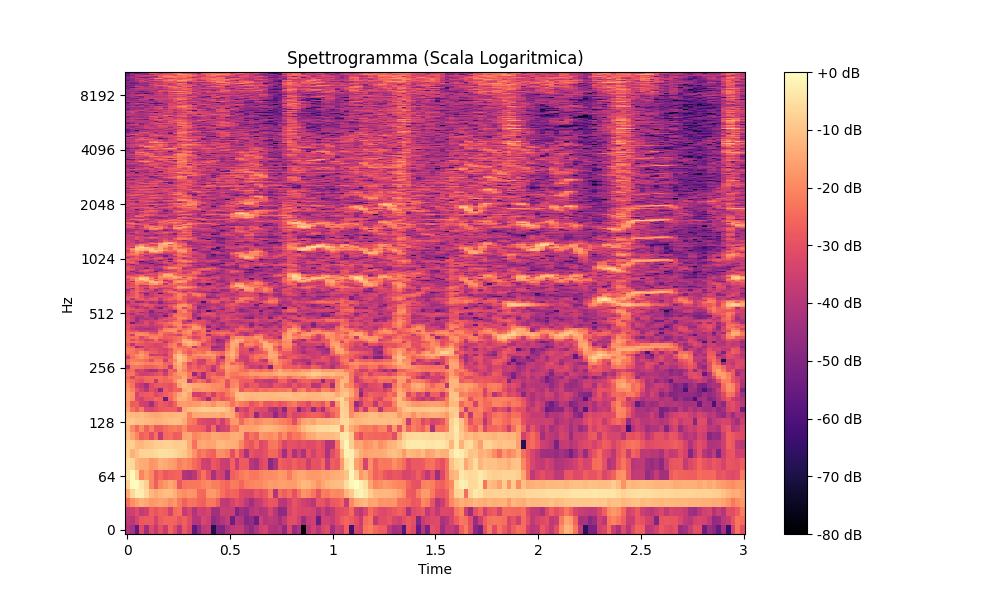 Spettrogramma (Scala Logaritmica)
Hz
8192
4096
2048
1024
512
256
128
64
0
0
0.5
1
1.5
2
2.5
3
Time
+0 dB
-10 dB
-20 dB
-30 dB
-40 dB
-50 dB
-60 dB
-70 dB
-80 dB